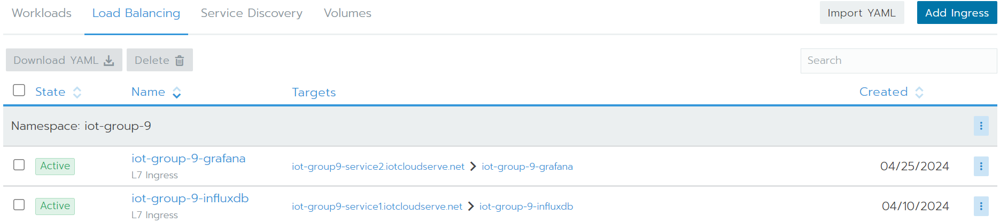 Workloads Load Balancing Service Discovery Volumes Import YAML Add Ingress
Download YAML Delete Search
State Name Targets Created
Namespace: iot-group-9
Active iot-group-9-grafana iot-group9-service2.iotcloudserve.net iot-group-9-grafana 04/25/2024
L7 Ingress
Active iot-group-9-influxdb iot-group9-service1.iotcloudserve.net iot-group-9-influxdb 04/10/2024
L7 Ingress